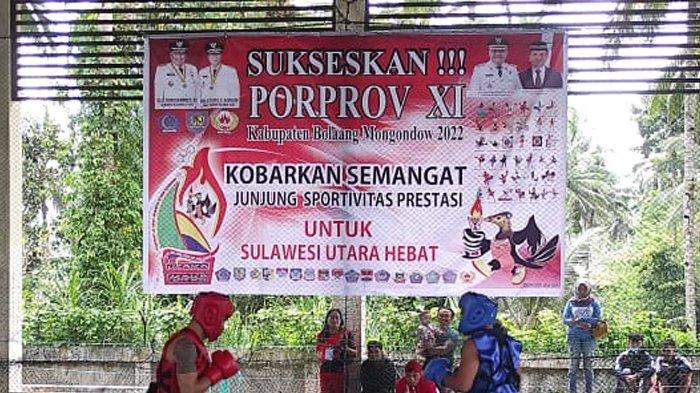 SUKSESKAN !!!
PORPROV XI
Kabupaten Bolaang Mongondow 2022
KOBARKAN SEMANGAT
JUNJUNG SPORTIVITAS PRESTASI
UNTUK
SULAWESI UTARA HEBAT